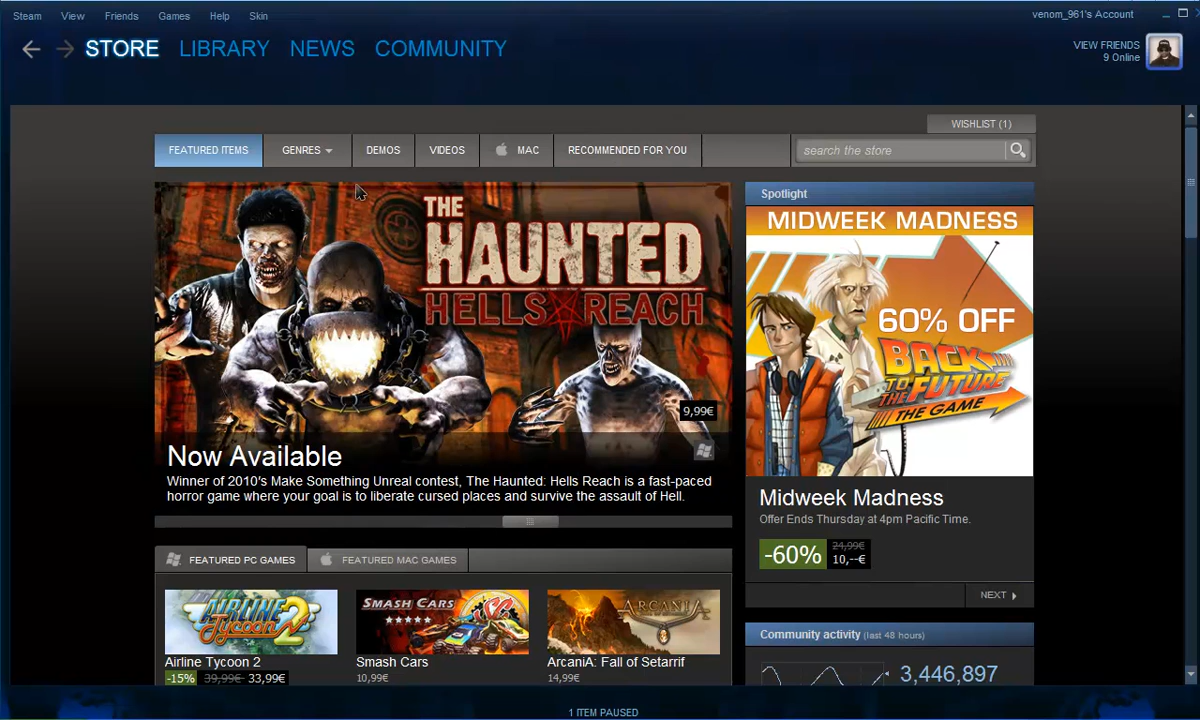 Steam View Friends Games Help Skin venom_961's Account
STORE LIBRARY NEWS COMMUNITY
VIEW FRIENDS
9 Online
WISHLIST (1)
FEATURED ITEMS GENRES DEMOS VIDEOS MAC RECOMMENDED FOR YOU search the store
THE
HAUNTED
HELLS REACH
9,99€
Now Available
Winner of 2010's Make Something Unreal contest, The Haunted: Hells Reach is a fast-paced
horror game where your goal is to liberate cursed places and survive the assault of Hell.
Spotlight
MIDWEEK MADNESS
60% OFF
BACK
TO THE FUTURE
THE GAME
Midweek Madness
Offer Ends Thursday at 4pm Pacific Time.
-60% 24,99€
10,--€
NEXT
FEATURED PC GAMES FEATURED MAC GAMES
AIRLINE
Tycoon 2
Airline Tycoon 2
-15% 39,99€ 33,99€
SMASH CARS
SC
Smash Cars
10,99€
ARCANIA
ArcaniA: Fall of Setarrif
14,99€
Community activity (last 48 hours)
3,446,897
1 ITEM PAUSED